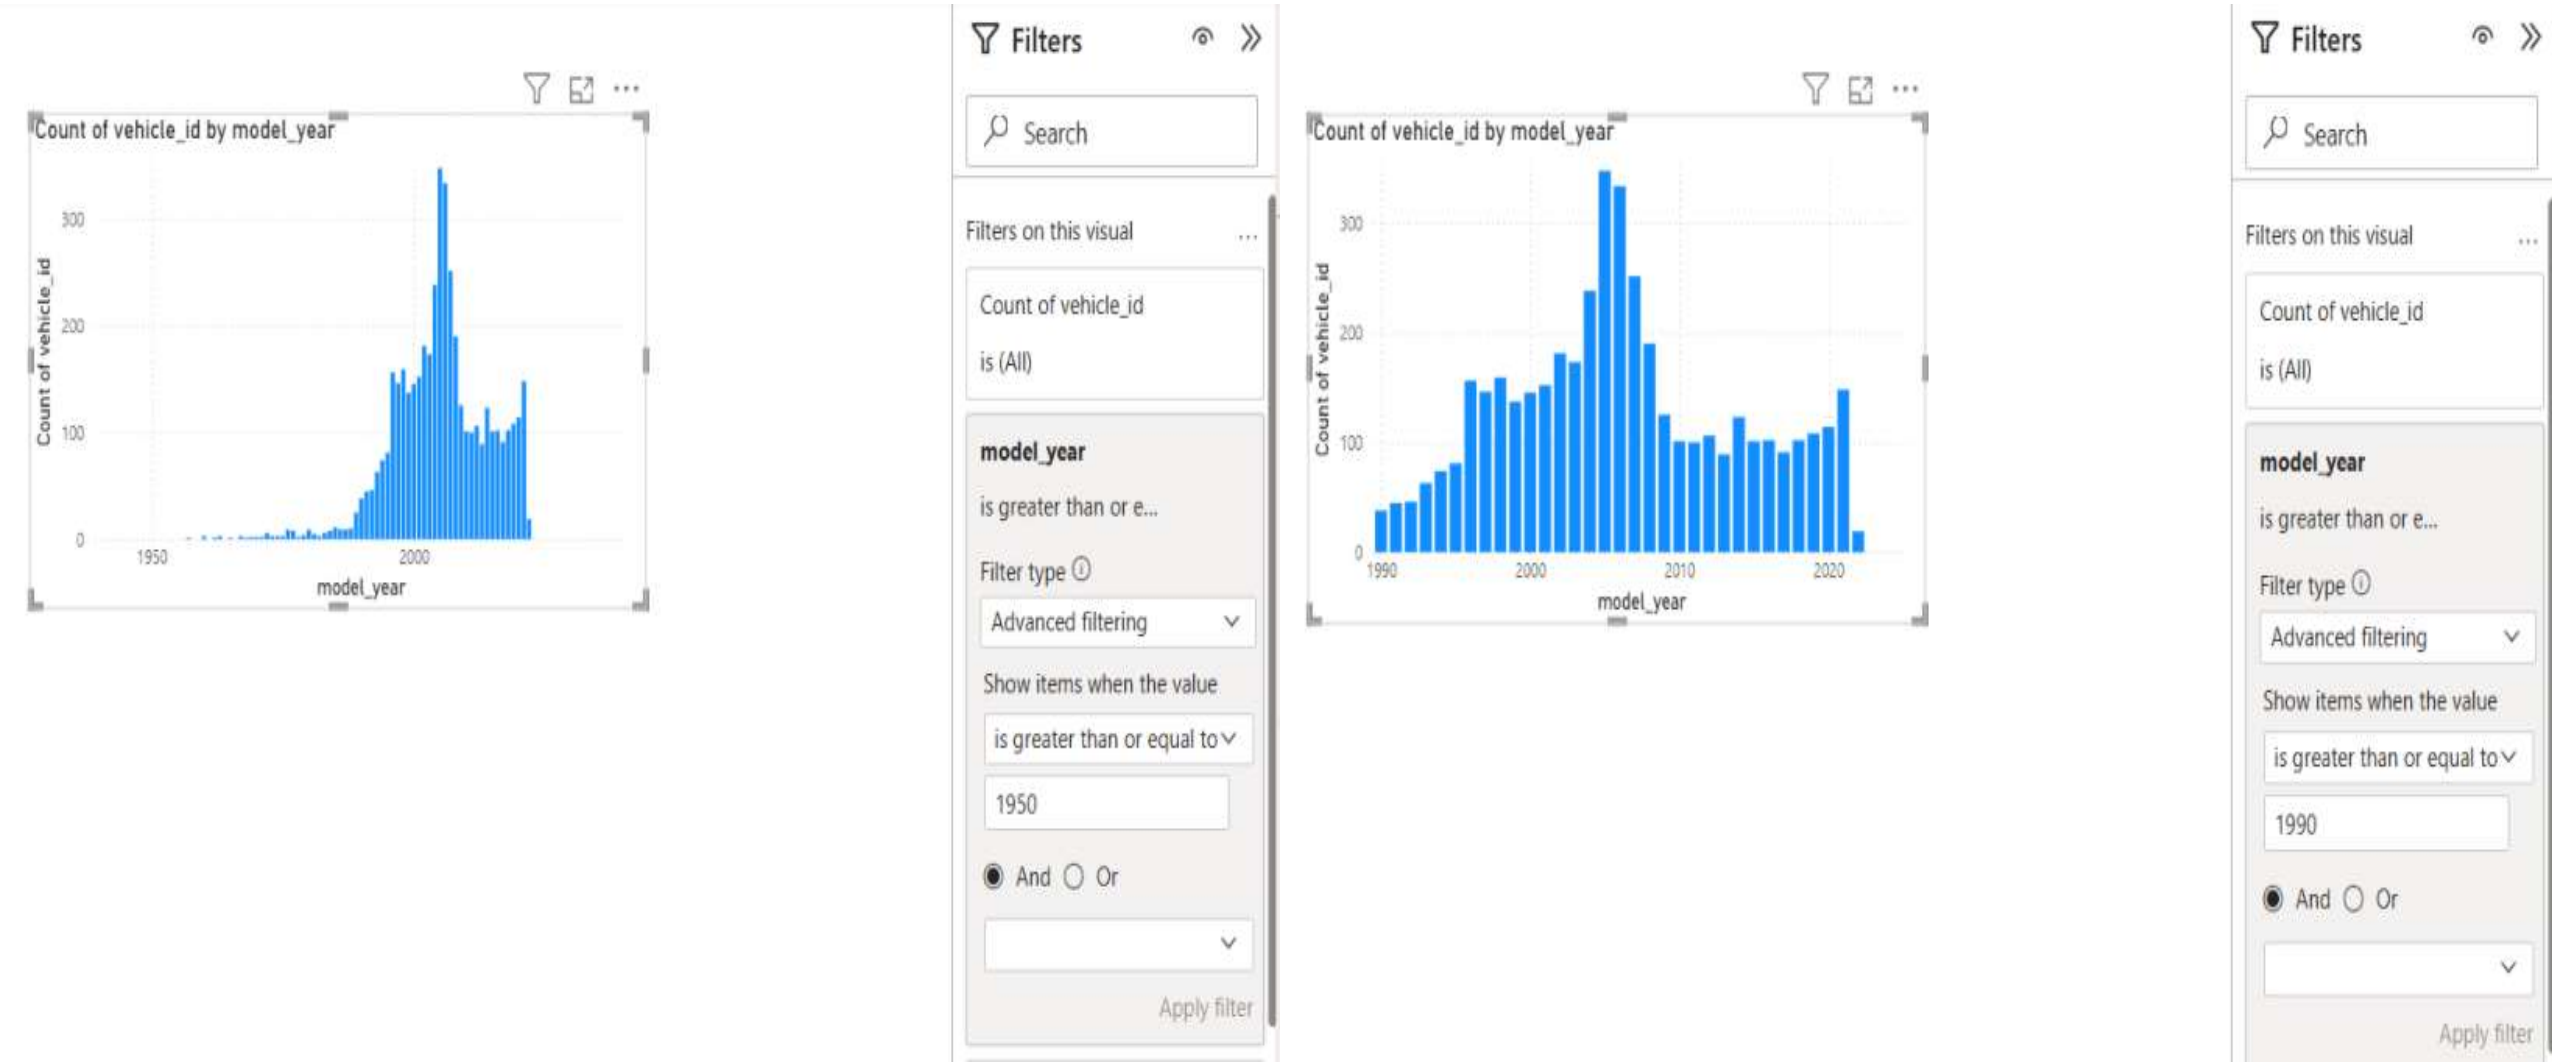 Count of vehicle_id by model_year
Count of vehicle_id
300
200
100
0
1950
2000
model_year
Filters
Search
Filters on this visual
...
Count of vehicle_id
is (All)
model_year
is greater than or e...
Filter type
Advanced filtering
Show items when the value
is greater than or equal to
1950
And Or
Apply filter
Count of vehicle_id by model_year
Count of vehicle_id
300
200
100
0
1990
2000
2010
2020
model_year
Filters
Search
Filters on this visual
...
Count of vehicle_id
is (All)
model_year
is greater than or e...
Filter type
Advanced filtering
Show items when the value
is greater than or equal to
1990
And Or
Apply filter